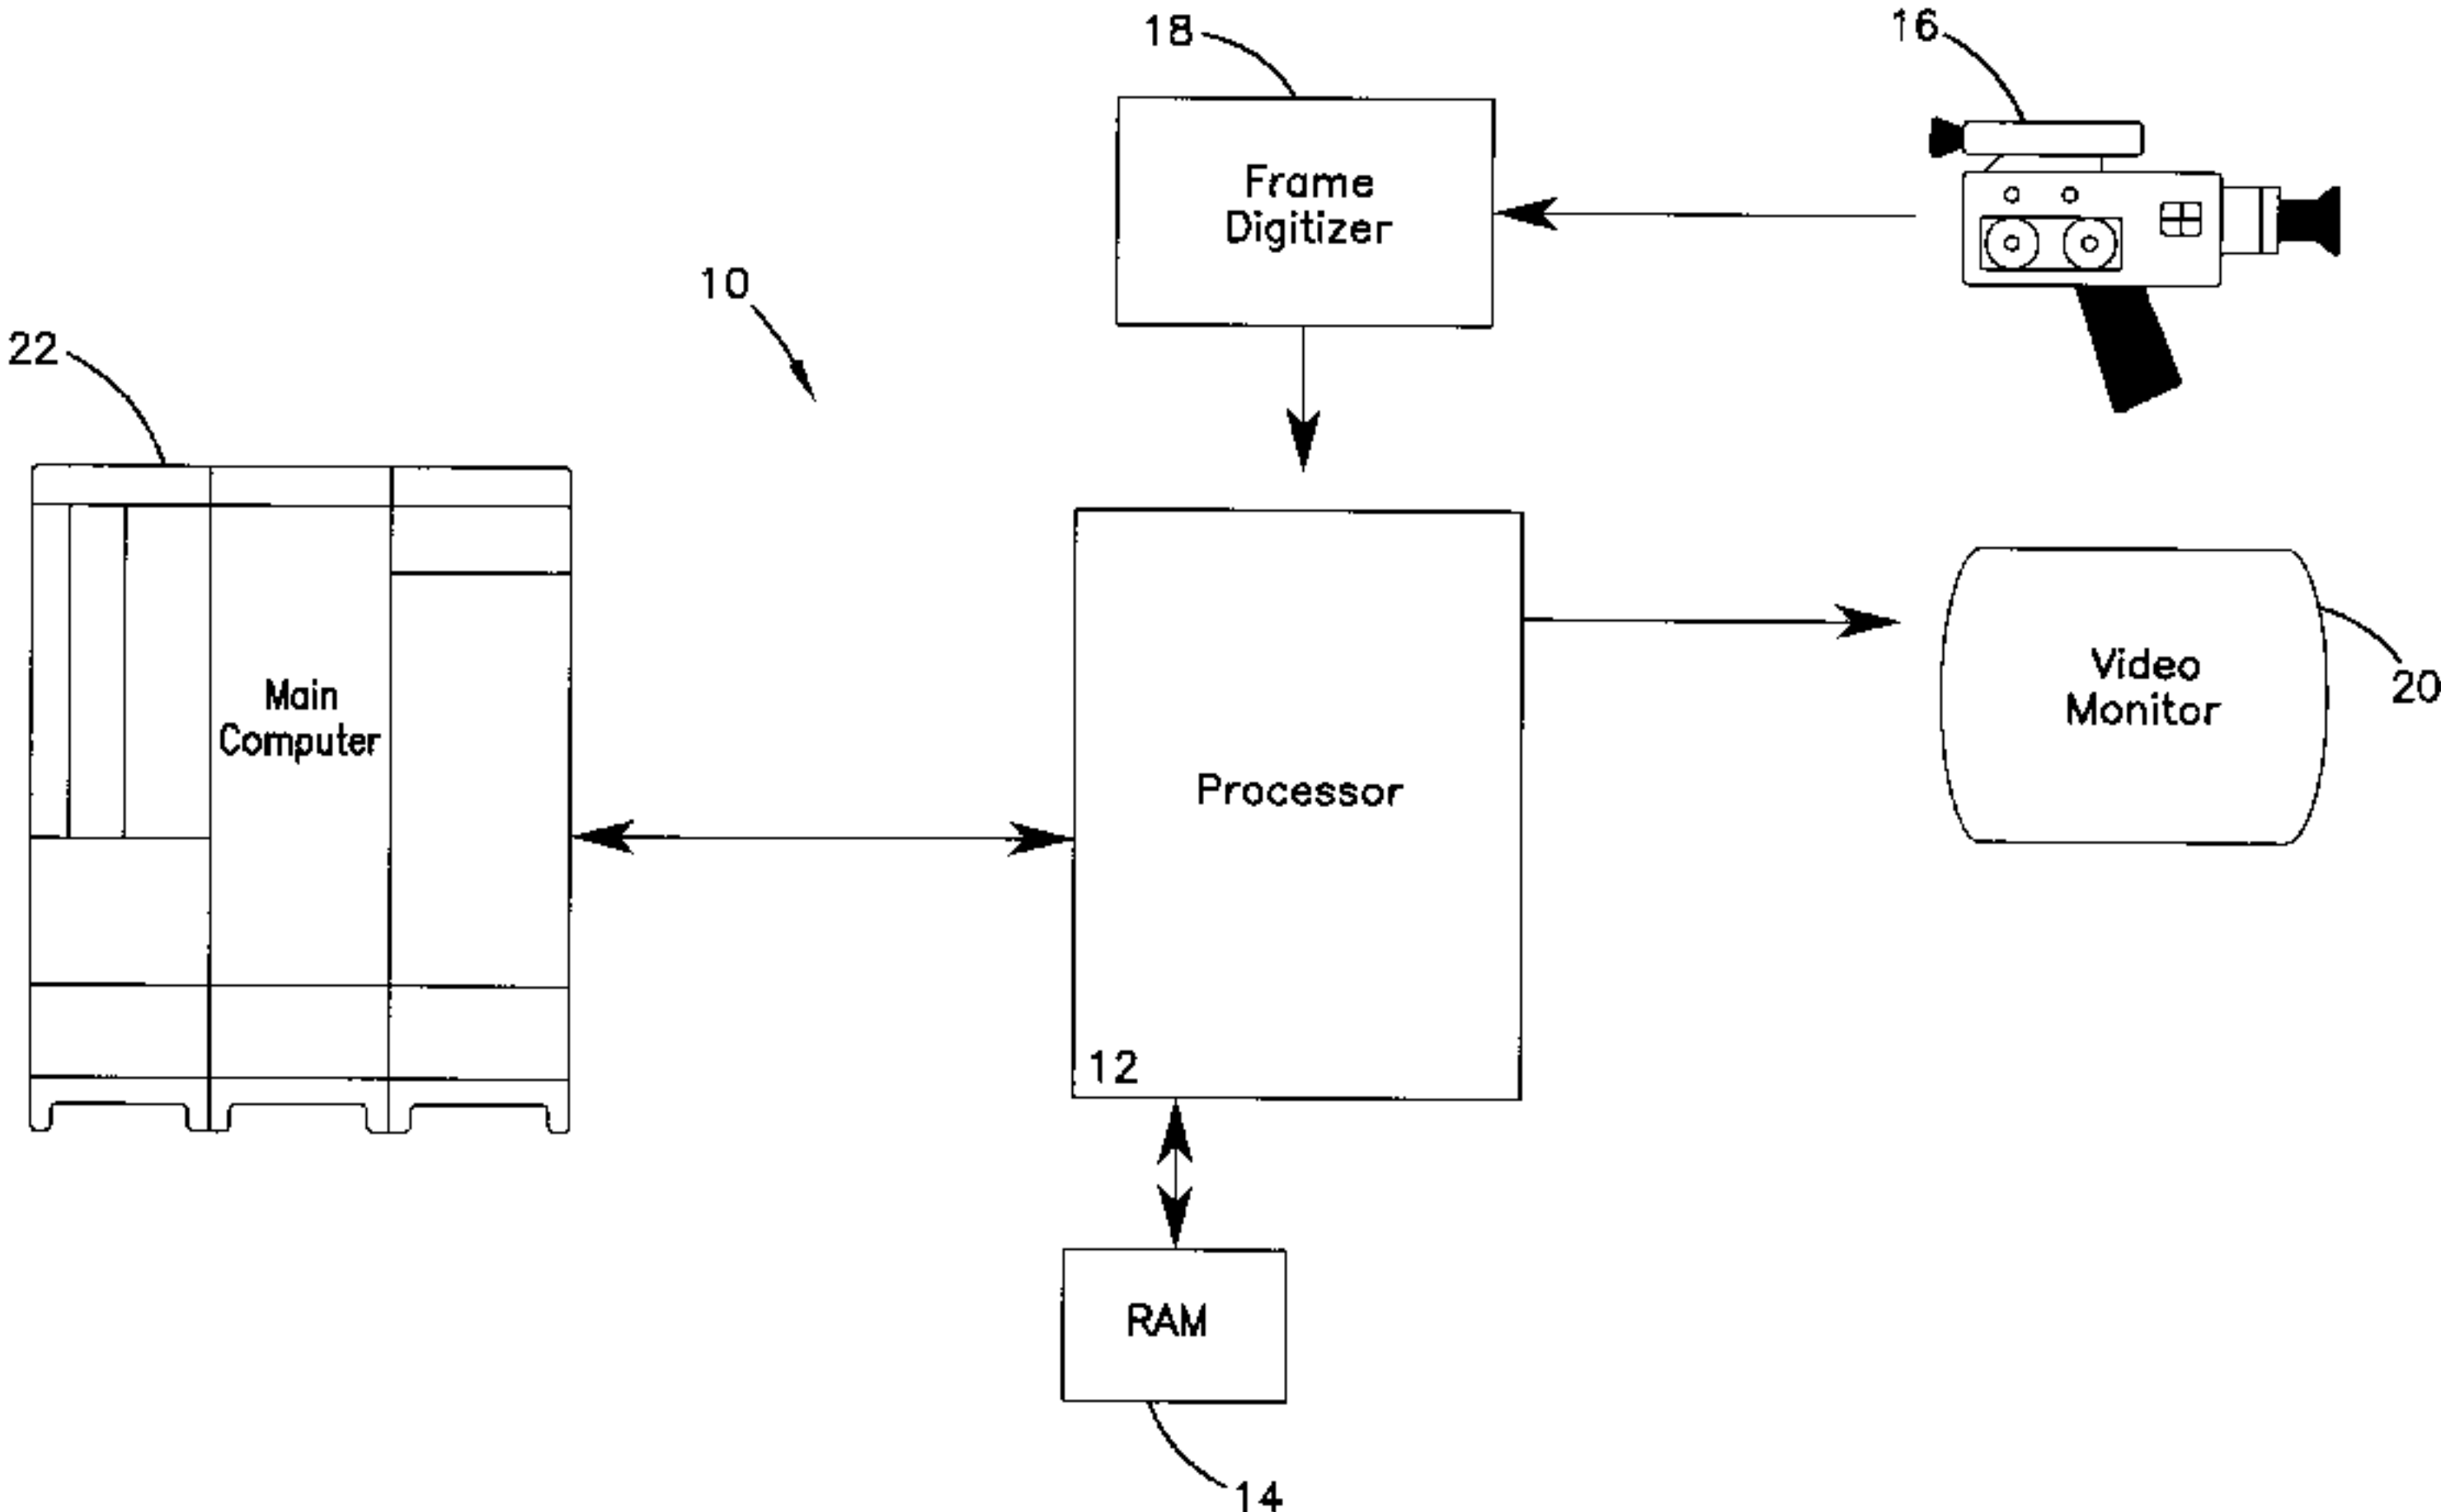 18
16
Frame
Digitizer
10
22
Main
Computer
Processor
Video
Monitor
20
12
RAM
14